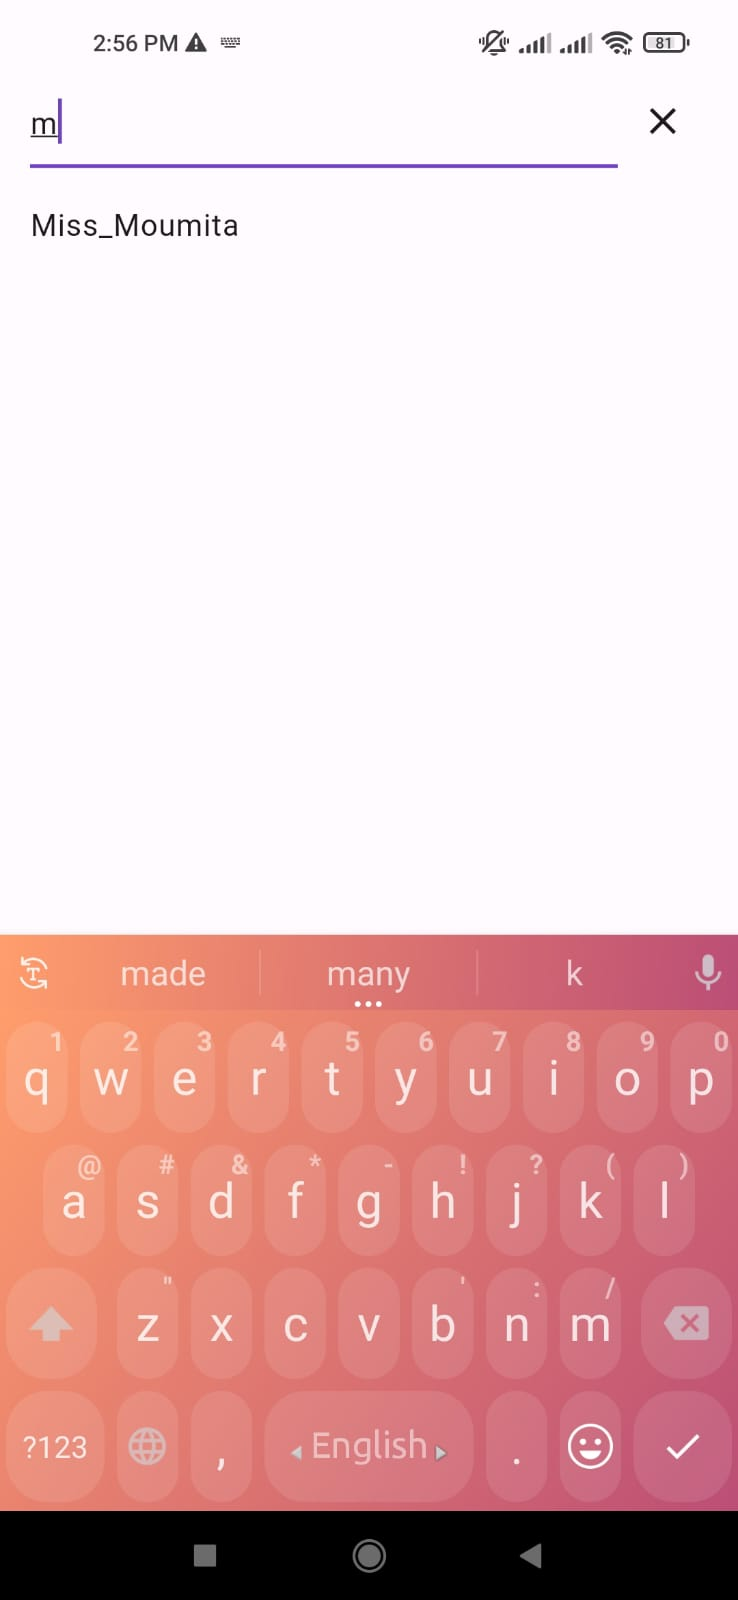 2:56 PM
81
m
Miss_Moumita
made many k
1 2 3 4 5 6 7 8 9 0
q w e r t y u i o p
@ # & * - ! ? ( )
a s d f g h j k l
" ' : /
z x c v b n m
?123 , English .